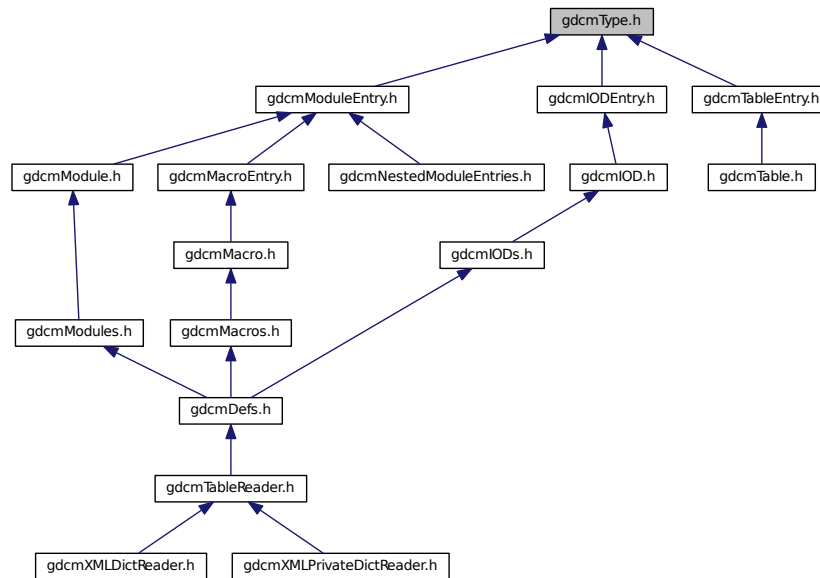 gdcmType.h
gdcmModuleEntry.h
gdcmIODEntry.h
gdcmTableEntry.h
gdcmModule.h
gdcmMacroEntry.h
gdcmNestedModuleEntries.h
gdcmIOD.h
gdcmTable.h
gdcmMacro.h
gdcmIODs.h
gdcmModules.h
gdcmMacros.h
gdcmDefs.h
gdcmTableReader.h
gdcmXMLDictReader.h
gdcmXMLPrivateDictReader.h